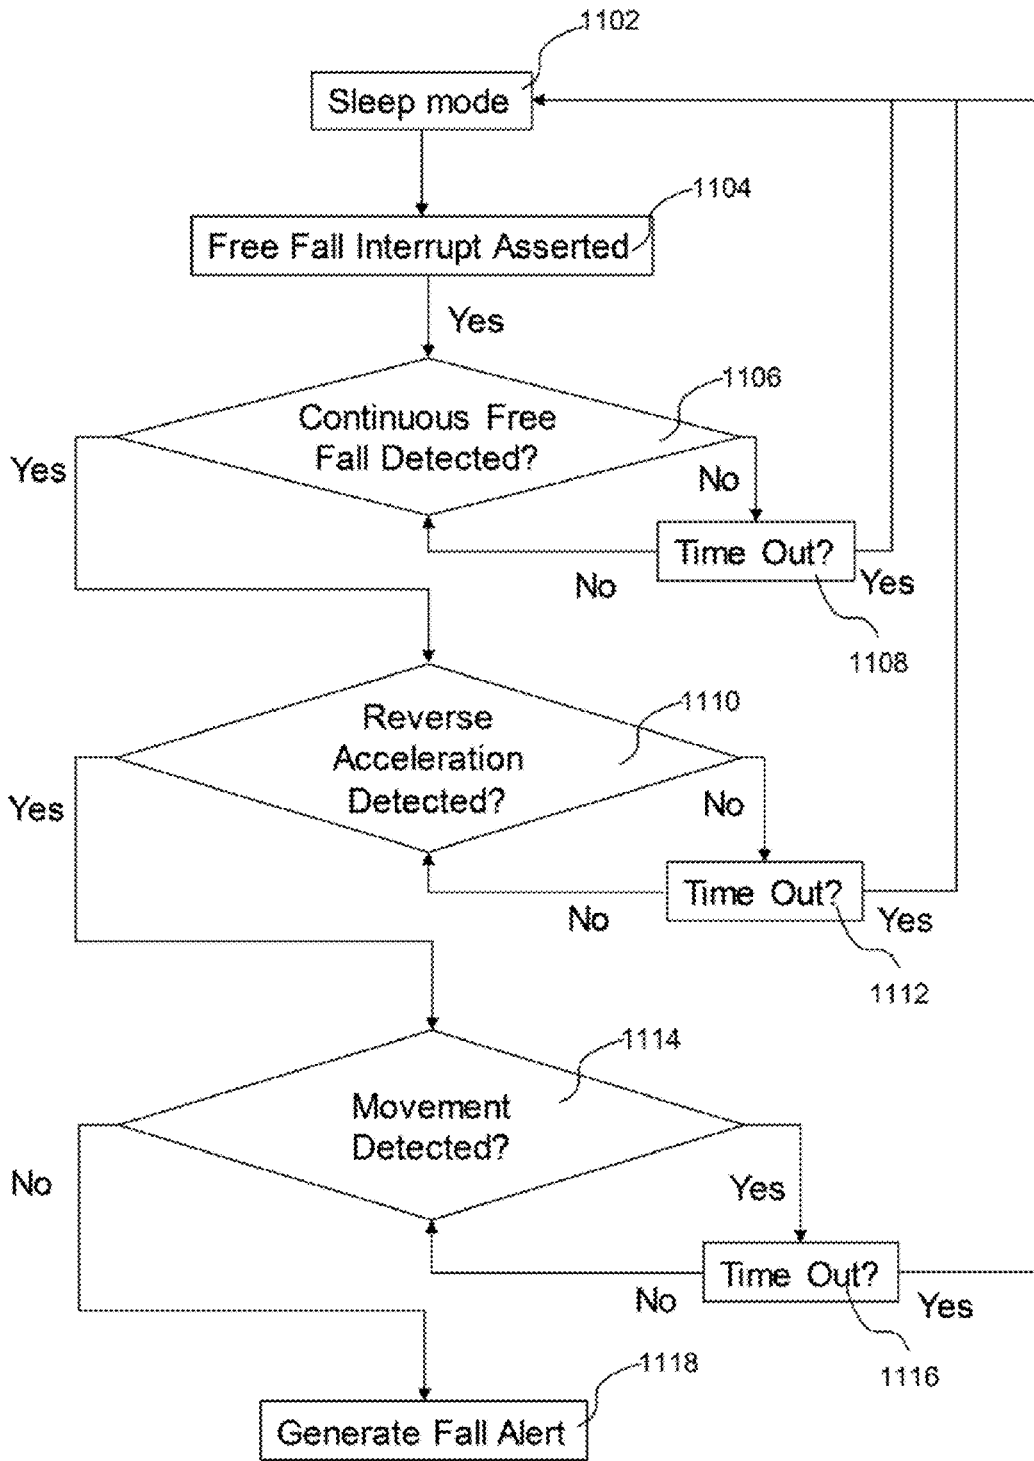 1102
Sleep mode
1104
Free Fall Interrupt Asserted
Yes
1106
Continuous Free
Fall Detected?
Yes
No
Time Out?
No
Yes
1108
1110
Reverse
Acceleration
Detected?
Yes
No
Time Out?
No
Yes
1112
1114
Movement
Detected?
No
Yes
Time Out?
No
Yes
1116
1118
Generate Fall Alert